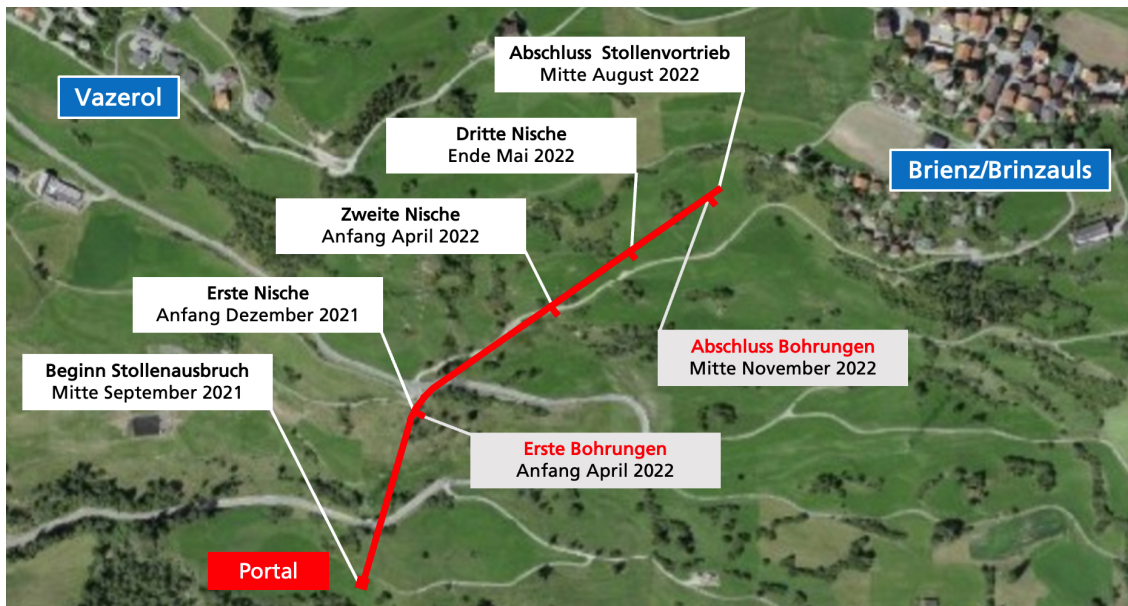 Abschluss Stollenvortrieb
Mitte August 2022
Vazerol
Dritte Nische
Ende Mai 2022
Brienz/Brinzauls
Zweite Nische
Anfang April 2022
Erste Nische
Anfang Dezember 2021
Abschluss Bohrungen
Mitte November 2022
Beginn Stollenausbruch
Mitte September 2021
Erste Bohrungen
Anfang April 2022
Portal